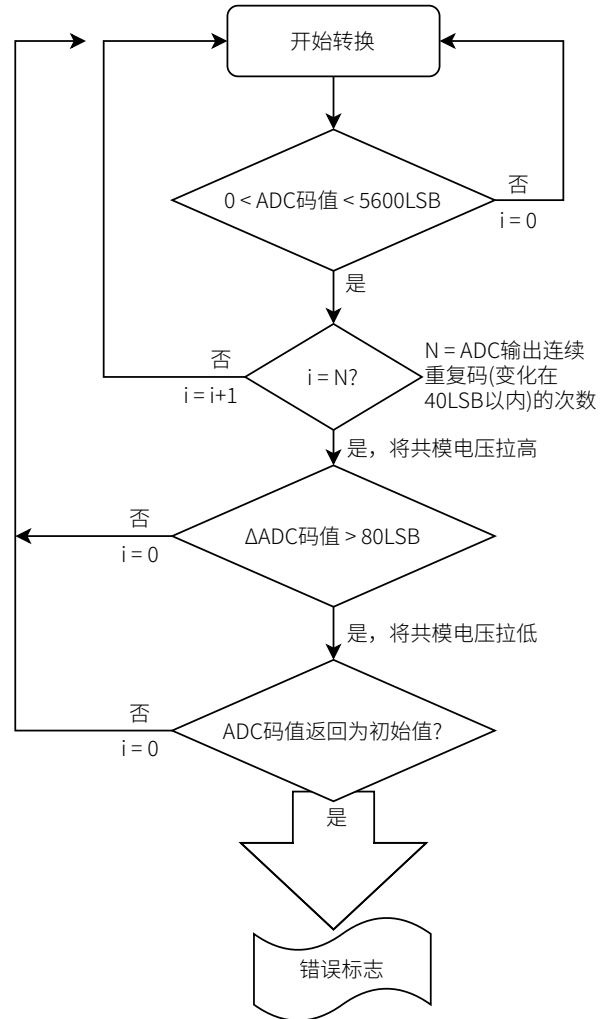 开始转换
0 < ADC码值 < 5600LSB
否
i = 0
是
否
i = i+1
i = N?
N = ADC输出连续
重复码(变化在
40LSB以内)的次数
是，将共模电压拉高
否
i = 0
ΔADC码值 > 80LSB
是，将共模电压拉低
否
i = 0
ADC码值返回为初始值?
是
错误标志